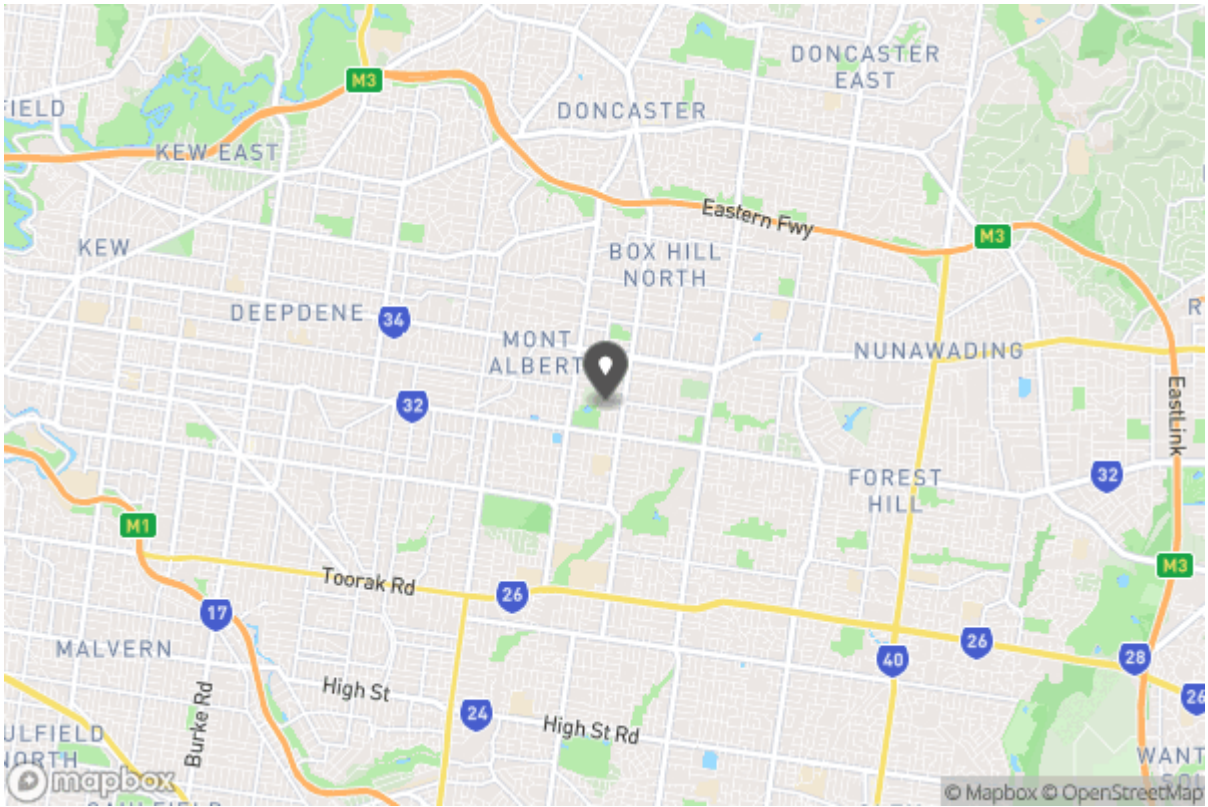 M3
DONCASTER
EAST
FIELD
DONCASTER
KEW EAST
Eastern Fwy
M3
KEW
BOX HILL
NORTH
DEEPDENE
34
MONT
ALBERT
NUNAWADING
R
32
EastLink
FOREST
HILL
32
M1
M3
Toorak Rd
26
17
26
MALVERN
40
28
High St
24
26
Burke Rd
High St Rd
ULFIELD
NORTH
WANT
mapbox
© Mapbox © OpenStreetMap